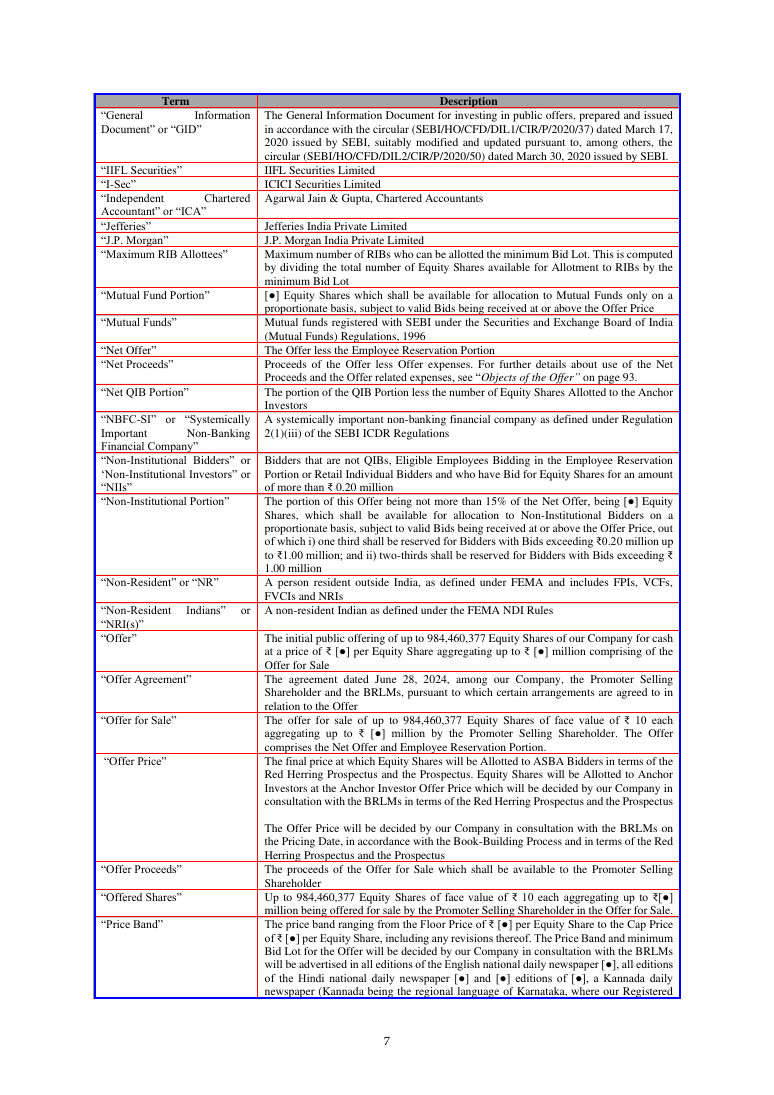 Term Description
“General Information The General Information Document for investing in public offers, prepared and issued
Document” or “GID” in accordance with the circular (SEBI/HO/CFD/DIL1/CIR/P/2020/37) dated March 17,
2020 issued by SEBI, suitably modified and updated pursuant to, among others, the
circular (SEBI/HO/CFD/DIL2/CIR/P/2020/50) dated March 30, 2020 issued by SEBI.
“IIFL Securities” IIFL Securities Limited
“I-Sec” ICICI Securities Limited
“Independent Chartered Agarwal Jain & Gupta, Chartered Accountants
Accountant” or “ICA”
“Jefferies” Jefferies India Private Limited
“J.P. Morgan” J.P. Morgan India Private Limited
“Maximum RIB Allottees” Maximum number of RIBs who can be allotted the minimum Bid Lot. This is computed
by dividing the total number of Equity Shares available for Allotment to RIBs by the
minimum Bid Lot
“Mutual Fund Portion” [●] Equity Shares which shall be available for allocation to Mutual Funds only on a
proportionate basis, subject to valid Bids being received at or above the Offer Price
“Mutual Funds” Mutual funds registered with SEBI under the Securities and Exchange Board of India
(Mutual Funds) Regulations, 1996
“Net Offer” The Offer less the Employee Reservation Portion
“Net Proceeds” Proceeds of the Offer less Offer expenses. For further details about use of the Net
Proceeds and the Offer related expenses, see “Objects of the Offer” on page 93.
“Net QIB Portion” The portion of the QIB Portion less the number of Equity Shares Allotted to the Anchor
Investors
“NBFC-SI” or “Systemically A systemically important non-banking financial company as defined under Regulation
Important Non-Banking 2(1)(iii) of the SEBI ICDR Regulations
Financial Company”
“Non-Institutional Bidders” or Bidders that are not QIBs, Eligible Employees Bidding in the Employee Reservation
‘Non-Institutional Investors” or Portion or Retail Individual Bidders and who have Bid for Equity Shares for an amount
“NIIs” of more than ₹ 0.20 million
“Non-Institutional Portion” The portion of this Offer being not more than 15% of the Net Offer, being [●] Equity
Shares, which shall be available for allocation to Non-Institutional Bidders on a
proportionate basis, subject to valid Bids being received at or above the Offer Price, out
of which i) one third shall be reserved for Bidders with Bids exceeding ₹0.20 million up
to ₹1.00 million; and ii) two-thirds shall be reserved for Bidders with Bids exceeding ₹
1.00 million
“Non-Resident” or “NR” A person resident outside India, as defined under FEMA and includes FPIs, VCFs,
FVCIs and NRIs
“Non-Resident Indians” or A non-resident Indian as defined under the FEMA NDI Rules
“NRI(s)”
“Offer” The initial public offering of up to 984,460,377 Equity Shares of our Company for cash
at a price of ₹ [●] per Equity Share aggregating up to ₹ [●] million comprising of the
Offer for Sale
“Offer Agreement” The agreement dated June 28, 2024, among our Company, the Promoter Selling
Shareholder and the BRLMs, pursuant to which certain arrangements are agreed to in
relation to the Offer
“Offer for Sale” The offer for sale of up to 984,460,377 Equity Shares of face value of ₹ 10 each
aggregating up to ₹ [●] million by the Promoter Selling Shareholder. The Offer
comprises the Net Offer and Employee Reservation Portion.
“Offer Price” The final price at which Equity Shares will be Allotted to ASBA Bidders in terms of the
Red Herring Prospectus and the Prospectus. Equity Shares will be Allotted to Anchor
Investors at the Anchor Investor Offer Price which will be decided by our Company in
consultation with the BRLMs in terms of the Red Herring Prospectus and the Prospectus
The Offer Price will be decided by our Company in consultation with the BRLMs on
the Pricing Date, in accordance with the Book-Building Process and in terms of the Red
Herring Prospectus and the Prospectus
“Offer Proceeds” The proceeds of the Offer for Sale which shall be available to the Promoter Selling
Shareholder
“Offered Shares” Up to 984,460,377 Equity Shares of face value of ₹ 10 each aggregating up to ₹[●]
million being offered for sale by the Promoter Selling Shareholder in the Offer for Sale.
“Price Band” The price band ranging from the Floor Price of ₹ [●] per Equity Share to the Cap Price
of ₹ [●] per Equity Share, including any revisions thereof. The Price Band and minimum
Bid Lot for the Offer will be decided by our Company in consultation with the BRLMs
will be advertised in all editions of the English national daily newspaper [●], all editions
of the Hindi national daily newspaper [●] and [●] editions of [●], a Kannada daily
newspaper (Kannada being the regional language of Karnataka, where our Registered
7